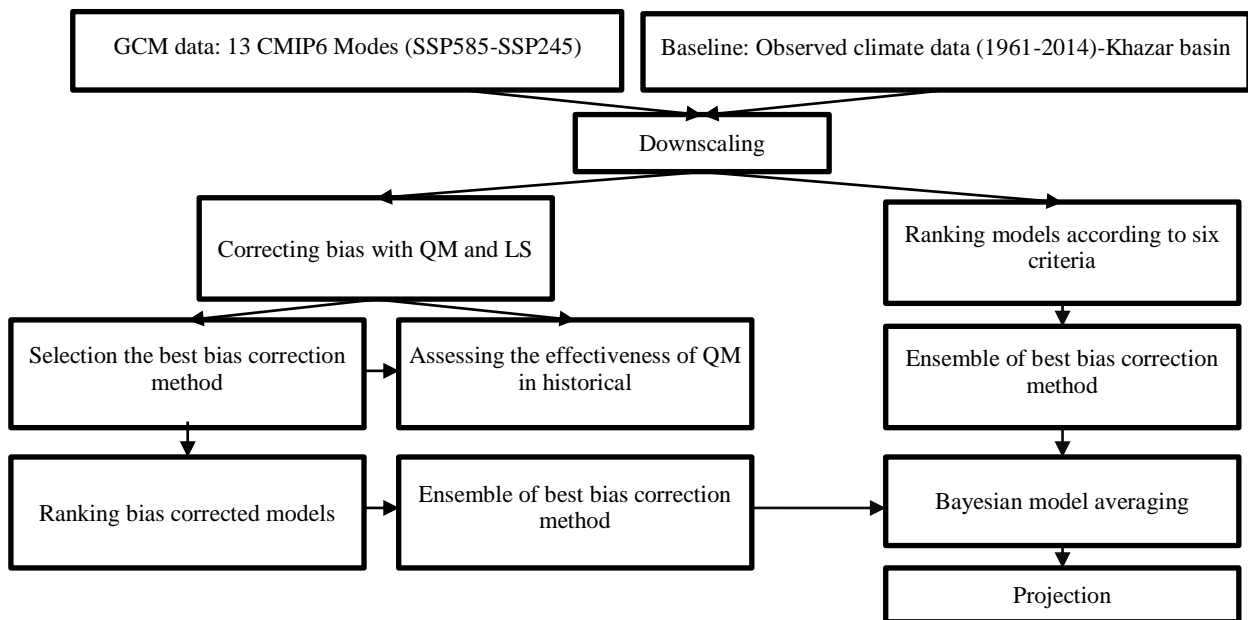 GCM data: 13 CMIP6 Modes (SSP585-SSP245)
Baseline: Observed climate data (1961-2014)-Khazar basin
Downscaling
Correcting bias with QM and LS
Ranking models according to six
criteria
Selection the best bias correction
method
Assessing the effectiveness of QM
in historical
Ensemble of best bias correction
method
Ranking bias corrected models
Ensemble of best bias correction
method
Bayesian model averaging
Projection